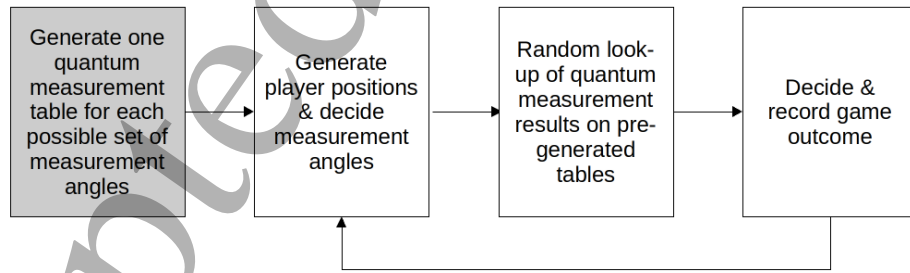 Generate one
quantum
measurement
table for each
possible set of
measurement
angles
Generate
player positions
& decide
measurement
angles
Random look-
up of quantum
measurement
results on pre-
generated
tables
Decide &
record game
outcome